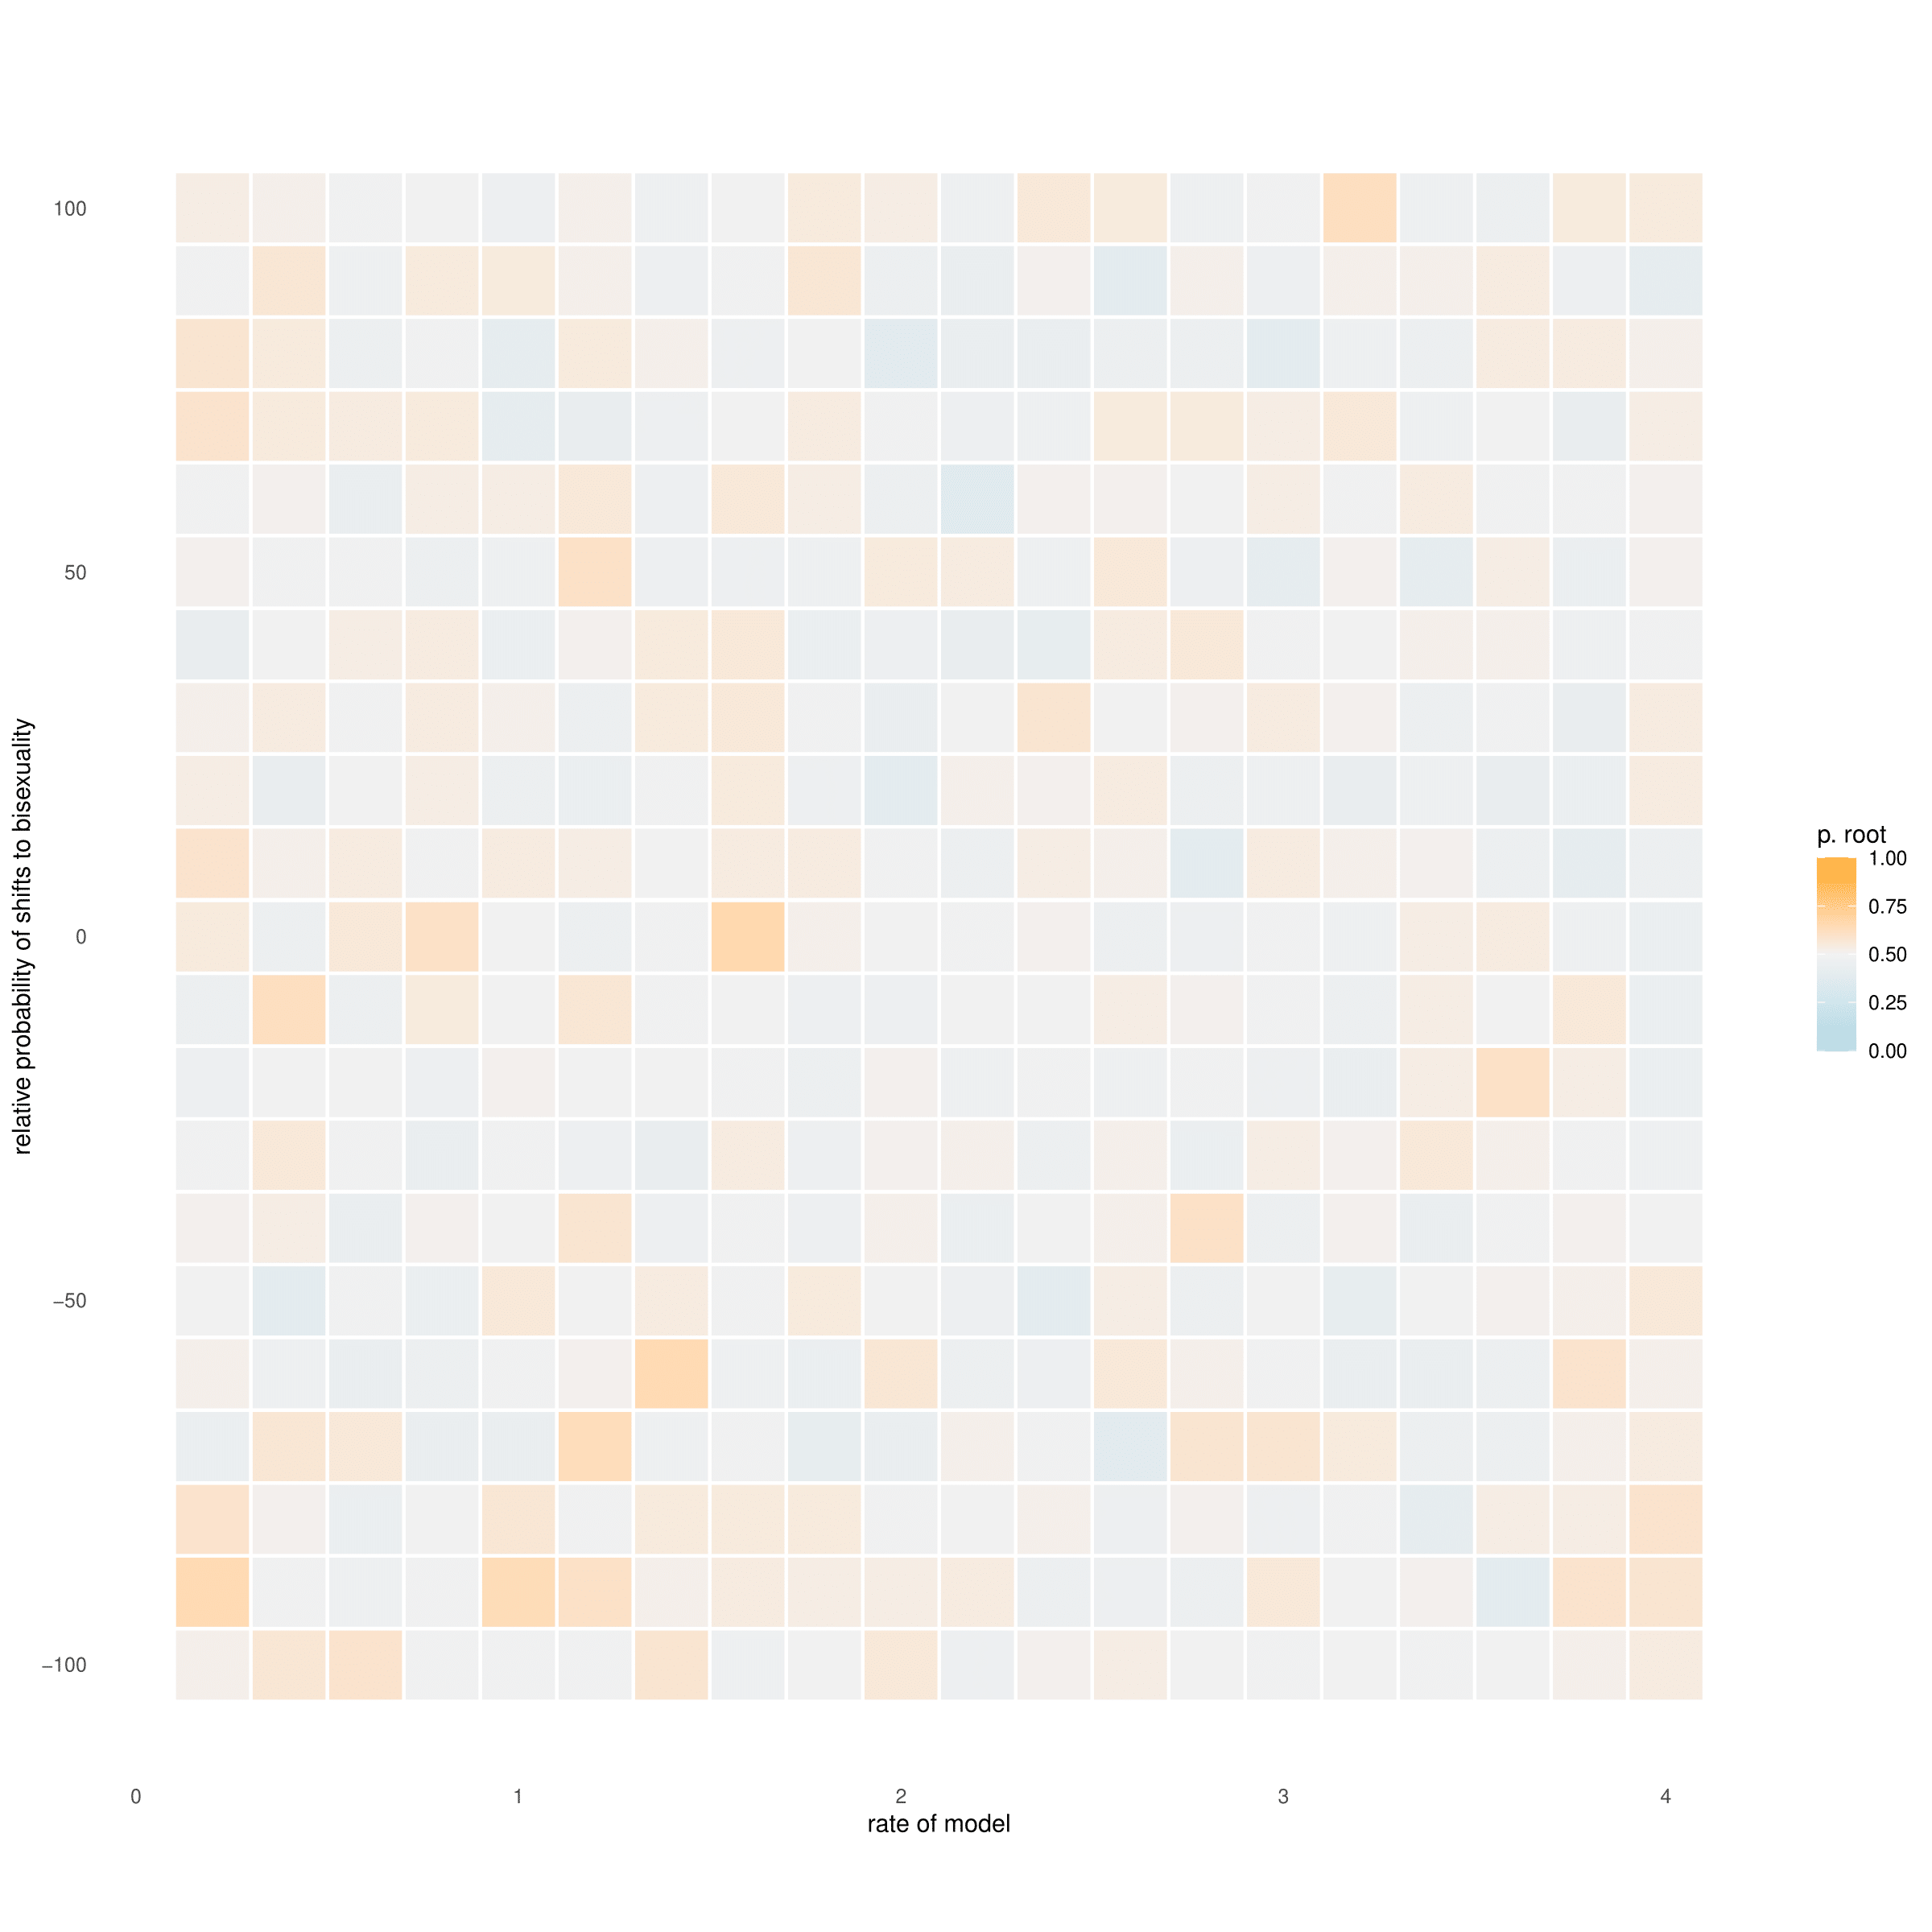 100
50
0
−50
−100
relative probability of shifts to bisexuality
0 1 2 3 4
rate of model
p. root
1.00
0.75
0.50
0.25
0.00